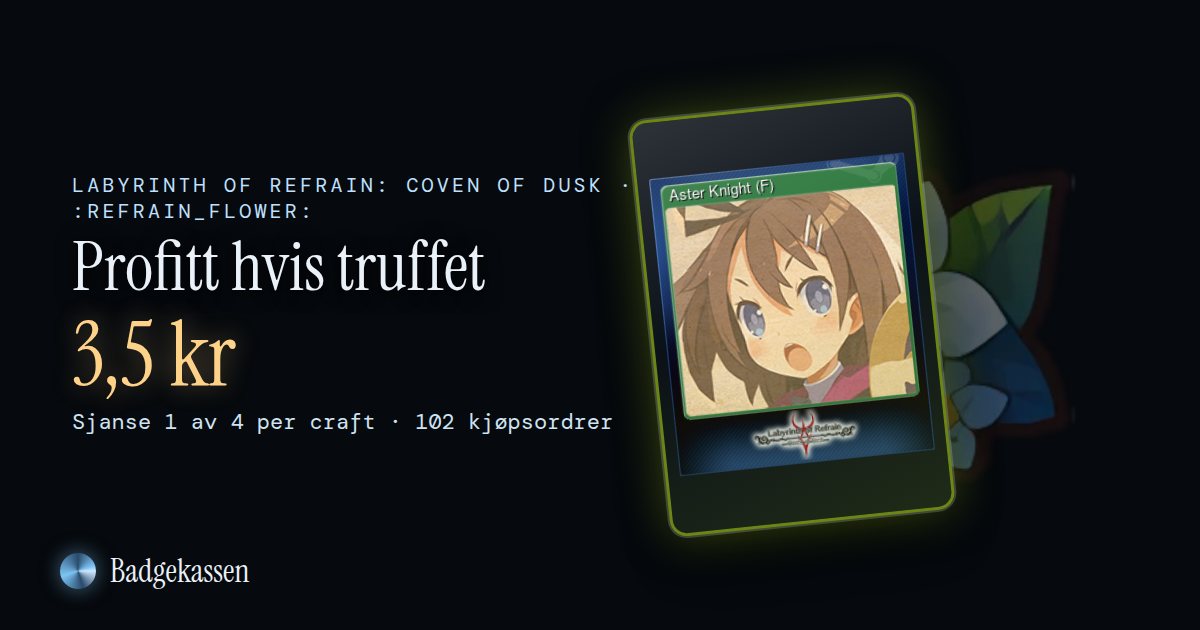 LABYRINTH OF REFRAIN: COVEN OF DUSK ·
:REFRAIN_FLOWER:
Profitt hvis truffet
3,5 kr
Sjanse 1 av 4 per craft · 102 kjøpsordrer
Aster Knight (F)
Labyrinth of Refrain
Badgekassen